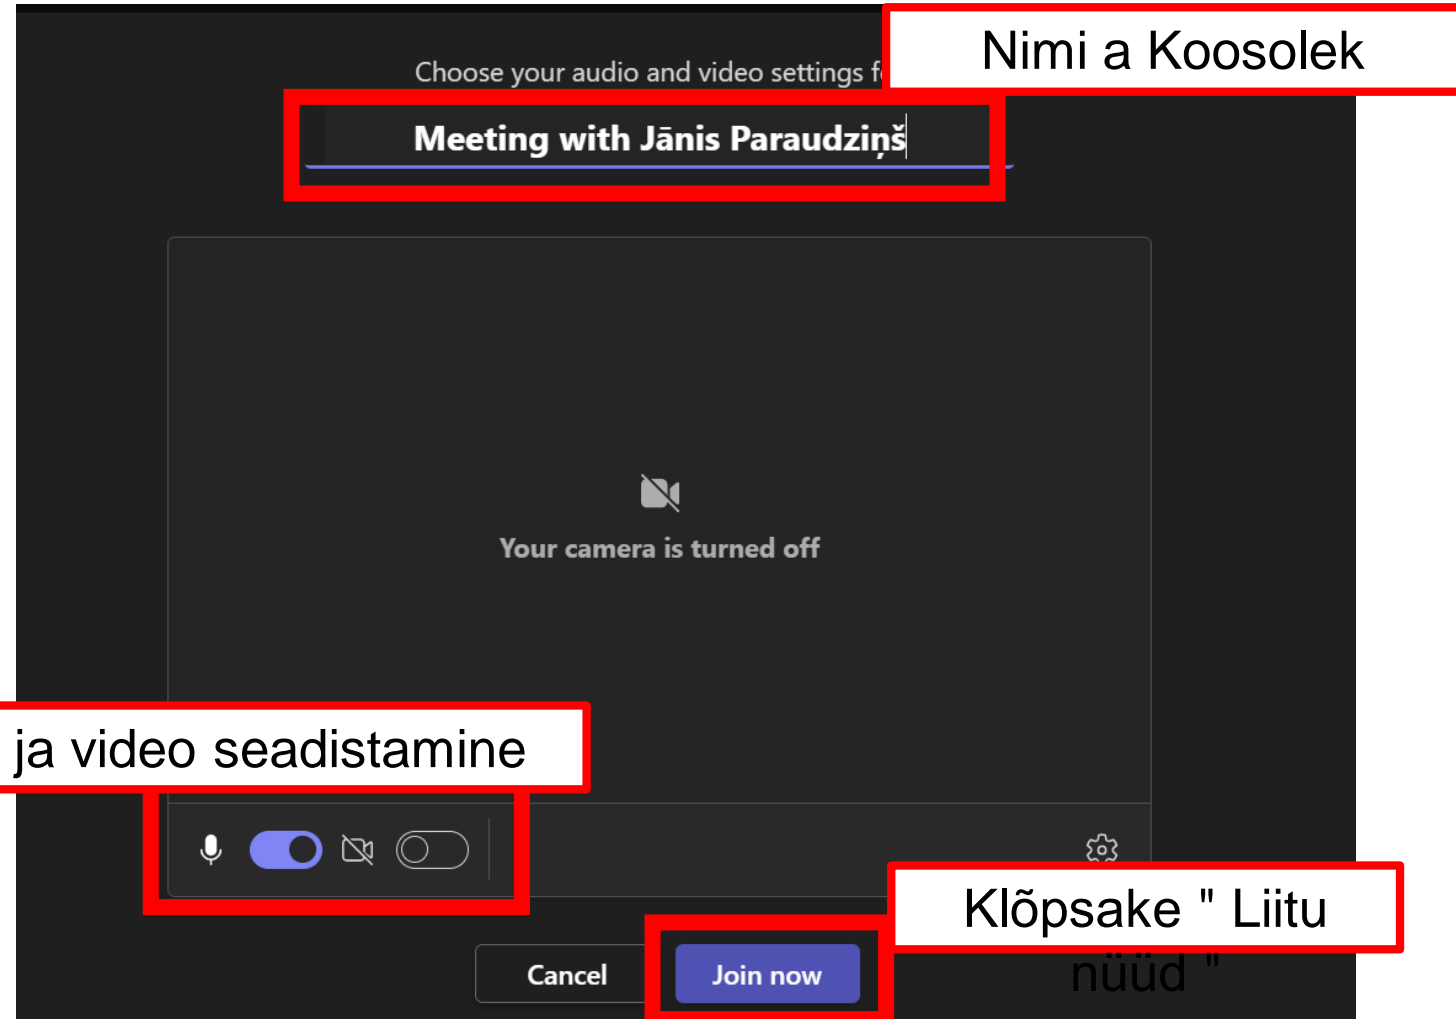 Nimi a Koosolek
Choose your audio and video settings f
Meeting with Jānis Paraudziņš
Your camera is turned off
ja video seadistamine
Klõpsake " Liitu
nüüd "
Cancel
Join now